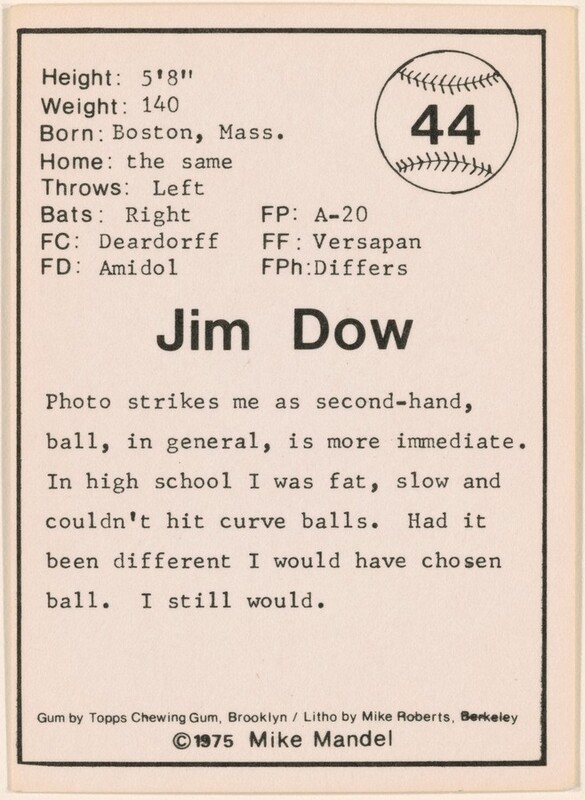 Height: 5'8"
44
Weight: 140
Born: Boston, Mass.
Home: the same
Throws: Left
Bats: Right FP: A-20
FC: Deardorff FF: Versapan
FD: Amidol FPh:Differs
Jim Dow
Photo strikes me as second-hand,
ball, in general, is more immediate.
In high school I was fat, slow and
couldn't hit curve balls. Had it
been different I would have chosen
ball. I still would.
Gum by Topps Chewing Gum, Brooklyn / Litho by Mike Roberts, Berkeley
©1975 Mike Mandel